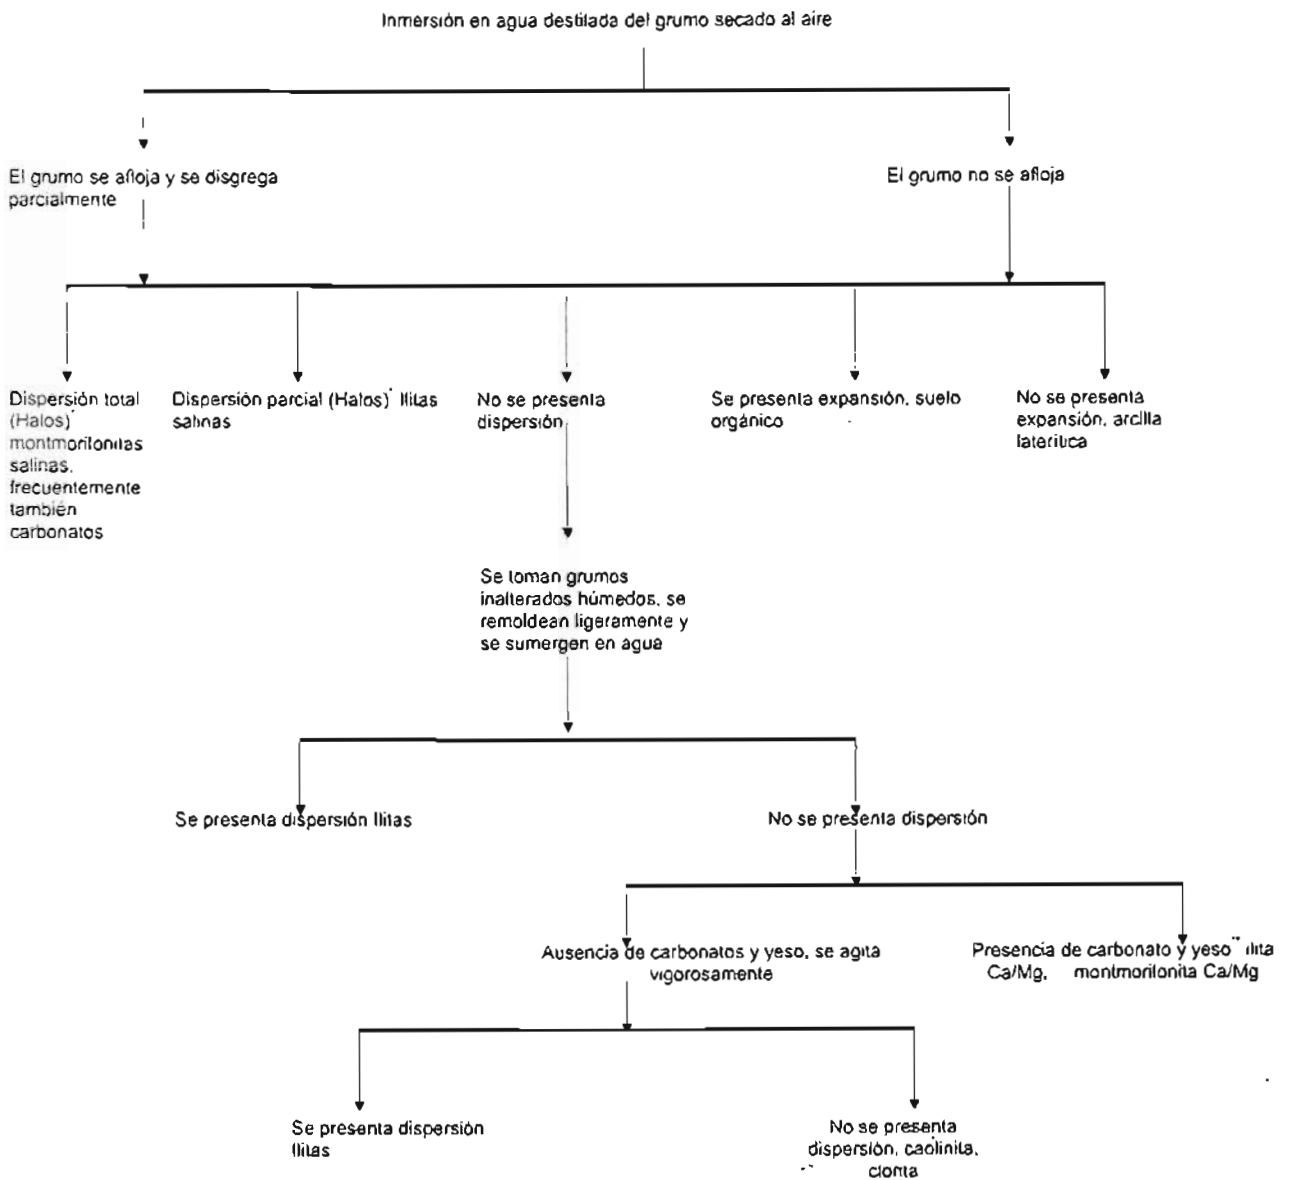 Inmersión en agua destilada del grumo secado al aire
El grumo se afloja y se disgrega
parcialmente
El grumo no se afloja
Dispersión total
(Halos)*
montmorilonitas
salinas,
frecuentemente
también
carbonatos
Dispersión parcial (Halos)* Ilitas
salinas
No se presenta
dispersión
Se presenta expansión, suelo
orgánico
No se presenta
expansión, arcilla
laterítica
Se toman grumos
inalterados húmedos, se
remoldean ligeramente y
se sumergen en agua
Se presenta dispersión Ilitas
No se presenta dispersión
Ausencia de carbonatos y yeso, se agita
vigorosamente
Presencia de carbonato y yeso** ilita
Ca/Mg, montmorilonita Ca/Mg
Se presenta dispersión
Ilitas
No se presenta
dispersión, caolinita,
clorita